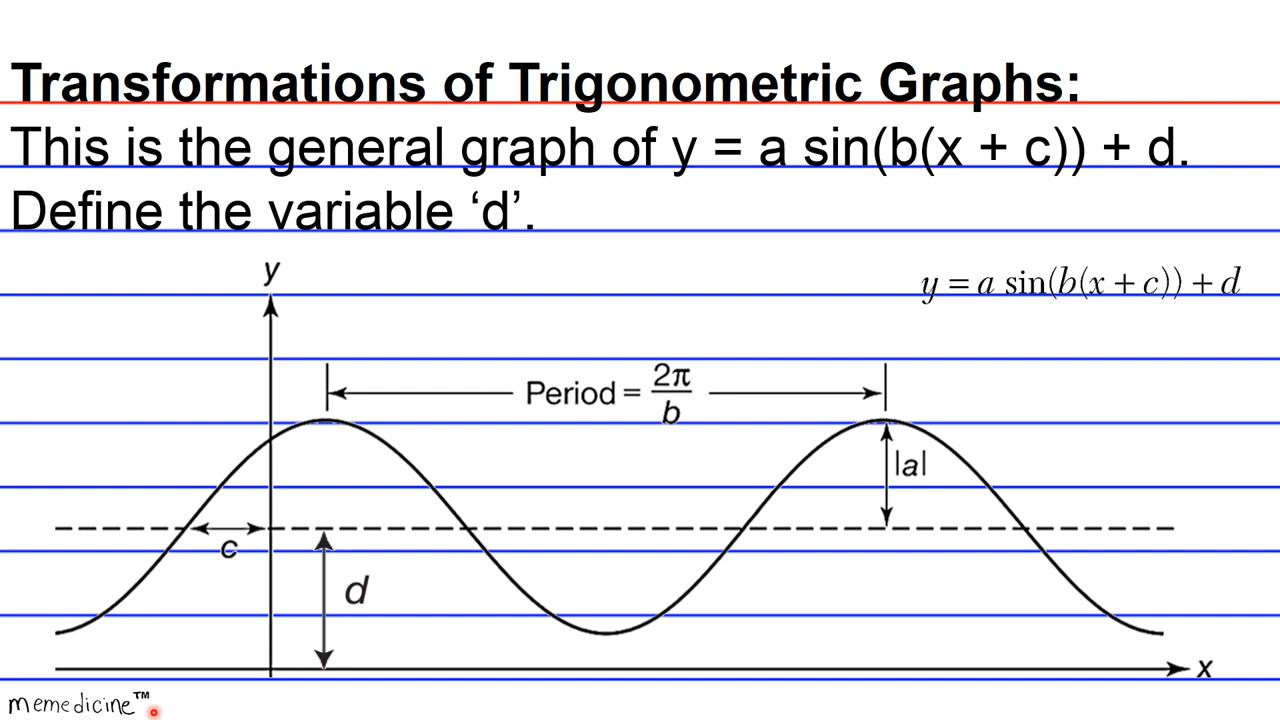 Transformations of Trigonometric Graphs:
This is the general graph of y = a sin(b(x + c)) + d.
Define the variable ‘d’.
y
y = a sin(b(x + c)) + d
Period = 2π/b
|a|
c
d
x
memedicine™